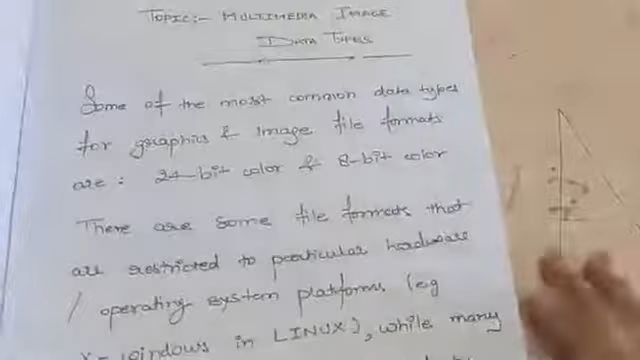 Topic:- Multimedia Image
Data Types
Some of the most common data types
for graphics & image file formats
are: 24-bit color & 8-bit color
There are some file formats that
are restricted to particular hardware
/ operating system platforms (eg
X-windows in LINUX), while many